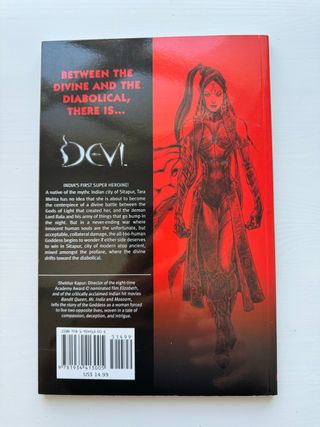 BETWEEN THE
DIVINE AND THE
DIABOLICAL,
THERE IS...
DEVI
INDIA'S FIRST SUPER HEROINE!
A native of the mythic Indian city of Sitapur, Tara
Mehta has no idea that she is about to become
the centerpiece of a divine battle between the
Gods of Light that created her, and the demon
Lord Bala and his army of things that go bump in
the night. But in a never-ending war where
innocent human souls are the unfortunate, but
acceptable, collateral damage, the all-too-human
Goddess begins to wonder if either side deserves
to win in Sitapur, city of modern atop ancient,
mixed amongst the profane, where the divine
drifts toward the diabolical.
Shekhar Kapur, Director of the eight-time
Academy Award © nominated film Elizabeth,
and of the critically acclaimed Indian hit movies
Bandit Queen, Mr. India and Masoom,
tells the story of the Goddess as a woman forced
to live two opposite lives, woven in a tale of
compassion, deception, and intrigue.
51499
9 781934 413005
US$ 14.99